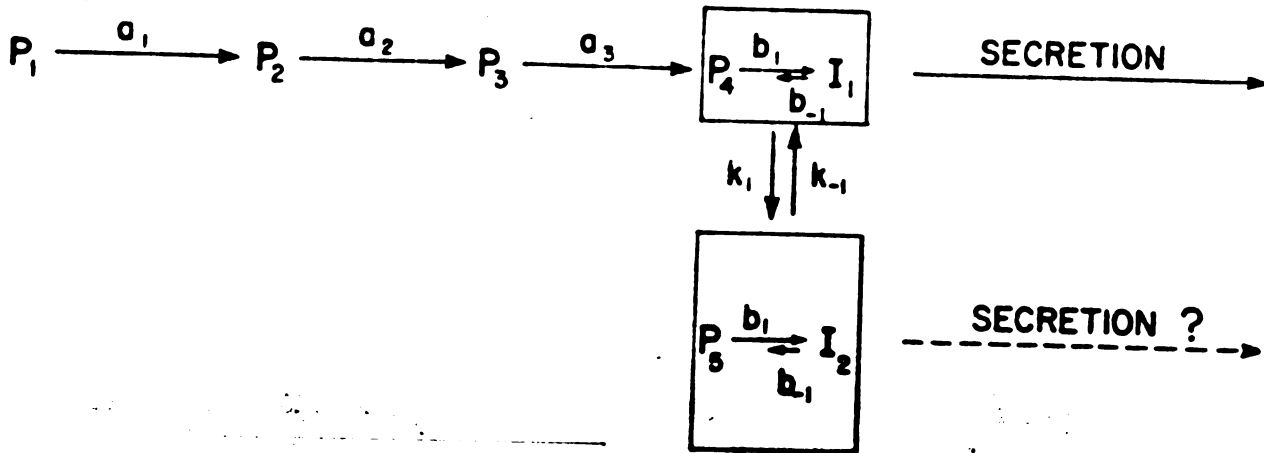 P₁ a₁ P₂ a₂ P₃ a₃ P₄ b₁ b₋₁ I₁ SECRETION
k₁ k₋₁
P₅ b₁ b₋₁ I₂ SECRETION ?